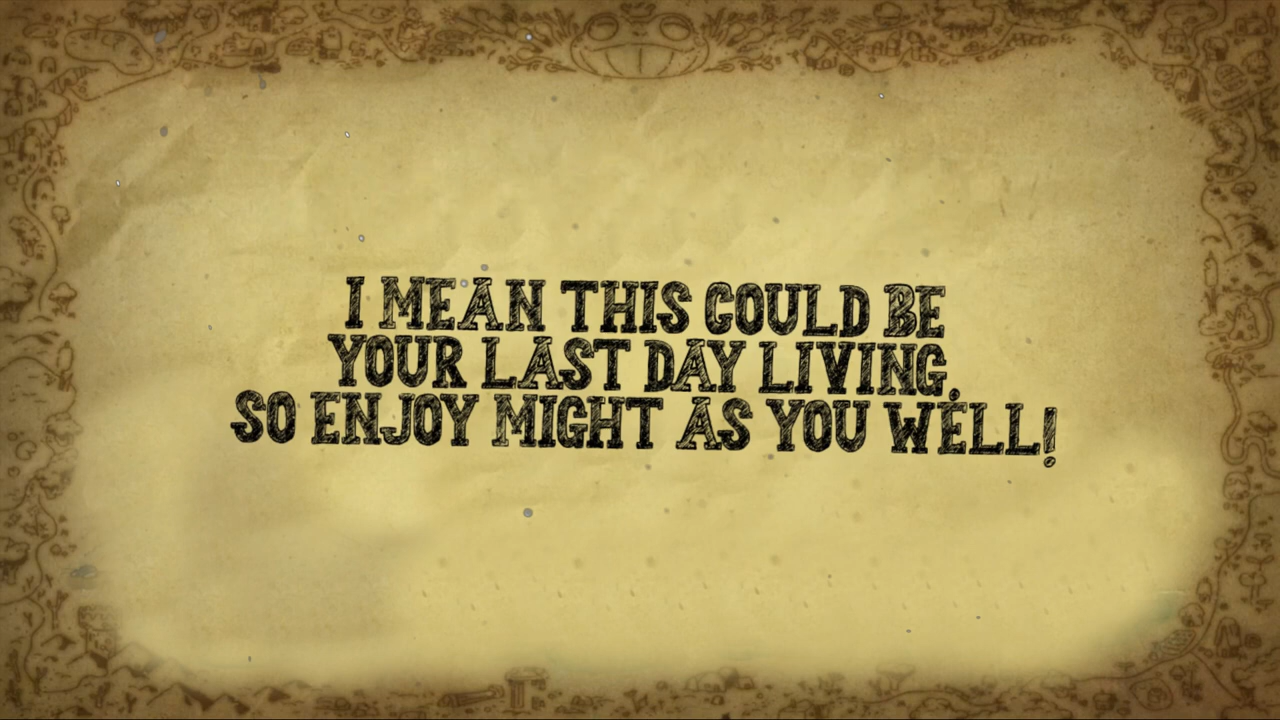 I MEAN THIS COULD BE
YOUR LAST DAY LIVING.
SO ENJOY MIGHT AS YOU WELL!